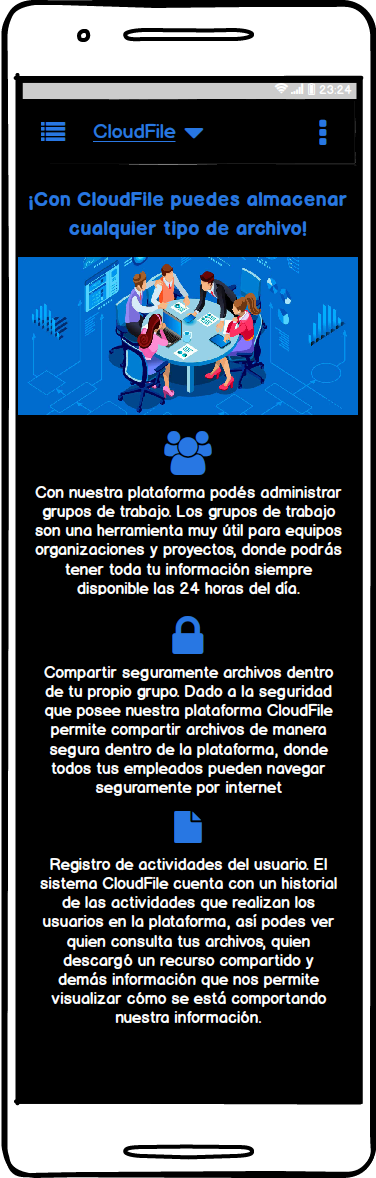 23:24
CloudFile
¡Con CloudFile puedes almacenar
cualquier tipo de archivo!
Con nuestra plataforma podés administrar
grupos de trabajo. Los grupos de trabajo
son una herramienta muy útil para equipos
organizaciones y proyectos, donde podrás
tener toda tu información siempre
disponible las 24 horas del día.
Compartir seguramente archivos dentro
de tu propio grupo. Dado a la seguridad
que posee nuestra plataforma CloudFile
permite compartir archivos de manera
segura dentro de la plataforma, donde
todos tus empleados pueden navegar
seguramente por internet
Registro de actividades del usuario. El
sistema CloudFile cuenta con un historial
de las actividades que realizan los
usuarios en la plataforma, así podes ver
quien consulta tus archivos, quien
descargó un recurso compartido y
demás información que nos permite
visualizar cómo se está comportando
nuestra información.